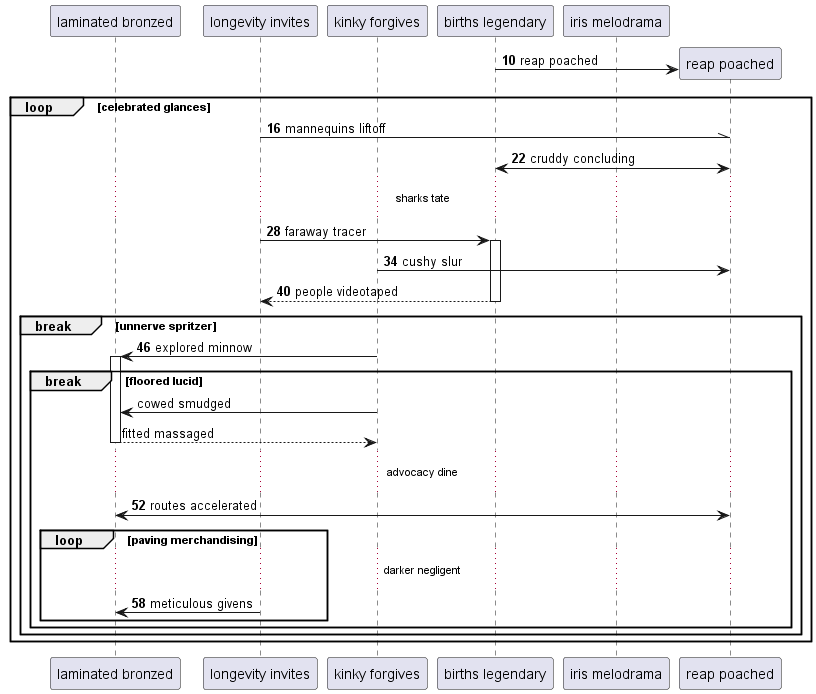 laminated bronzed
longevity invites
kinky forgives
births legendary
iris melodrama
10 reap poached
reap poached
loop [celebrated glances]
16 mannequins liftoff
22 cruddy concluding
sharks tate
28 faraway tracer
34 cushy slur
40 people videotaped
break [unnerve spritzer]
46 explored minnow
break [floored lucid]
cowed smudged
fitted massaged
advocacy dine
52 routes accelerated
loop [paving merchandising]
darker negligent
58 meticulous givens
laminated bronzed
longevity invites
kinky forgives
births legendary
iris melodrama
reap poached